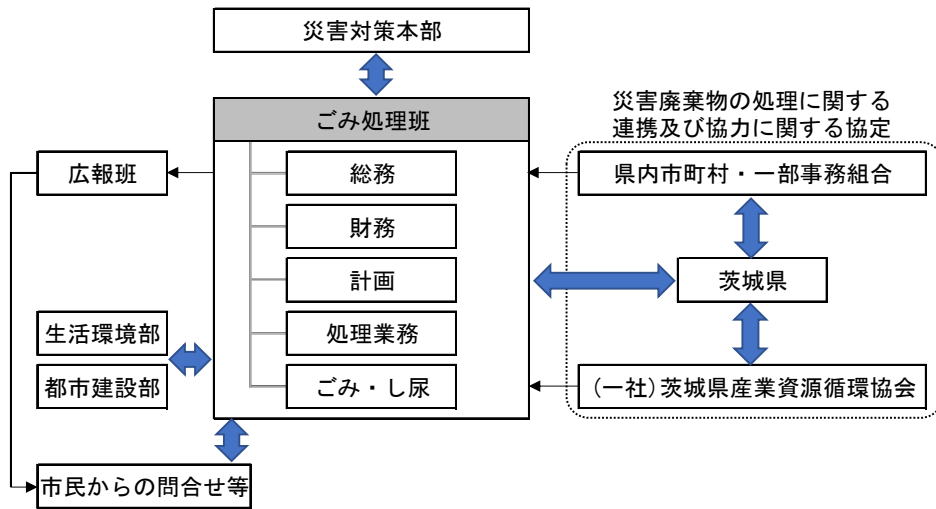 災害対策本部
ごみ処理班
総務
財務
計画
処理業務
ごみ・し尿
広報班
生活環境部
都市建設部
市民からの問合せ等
災害廃棄物の処理に関する
連携及び協力に関する協定
県内市町村・一部事務組合
茨城県
(一社)茨城県産業資源循環協会